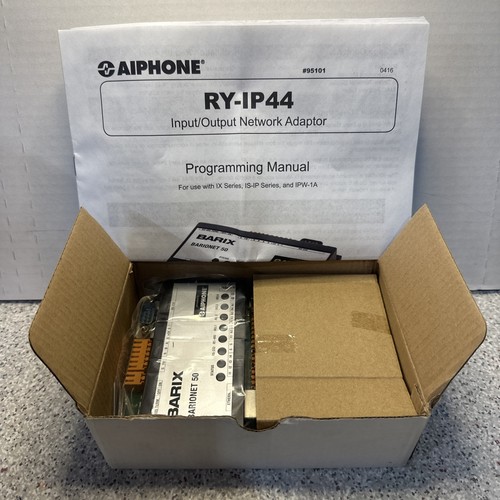 AIPHONE®
#95101
0416
RY-IP44
Input/Output Network Adaptor
Programming Manual
For use with IX Series, IS-IP Series, and IPW-1A
BARIX
BARIONET 50
AIPHONE
BARIX
BARIONET 50